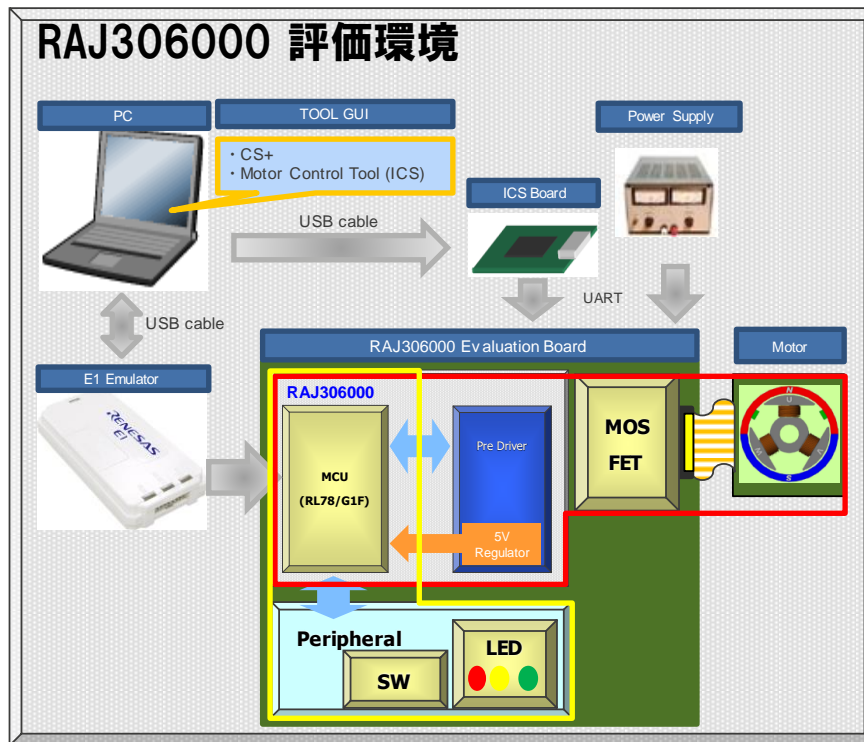 RAJ306000 評価環境
PC
TOOL GUI
Power Supply
・CS+
・Motor Control Tool (ICS)
ICS Board
USB cable
UART
USB cable
RAJ306000 Evaluation Board
Motor
E1 Emulator
RENESAS
E1
RAJ306000
MCU
(RL78/G1F)
Pre Driver
5V
Regulator
MOS
FET
N
U
V
W
S
Peripheral
SW
LED